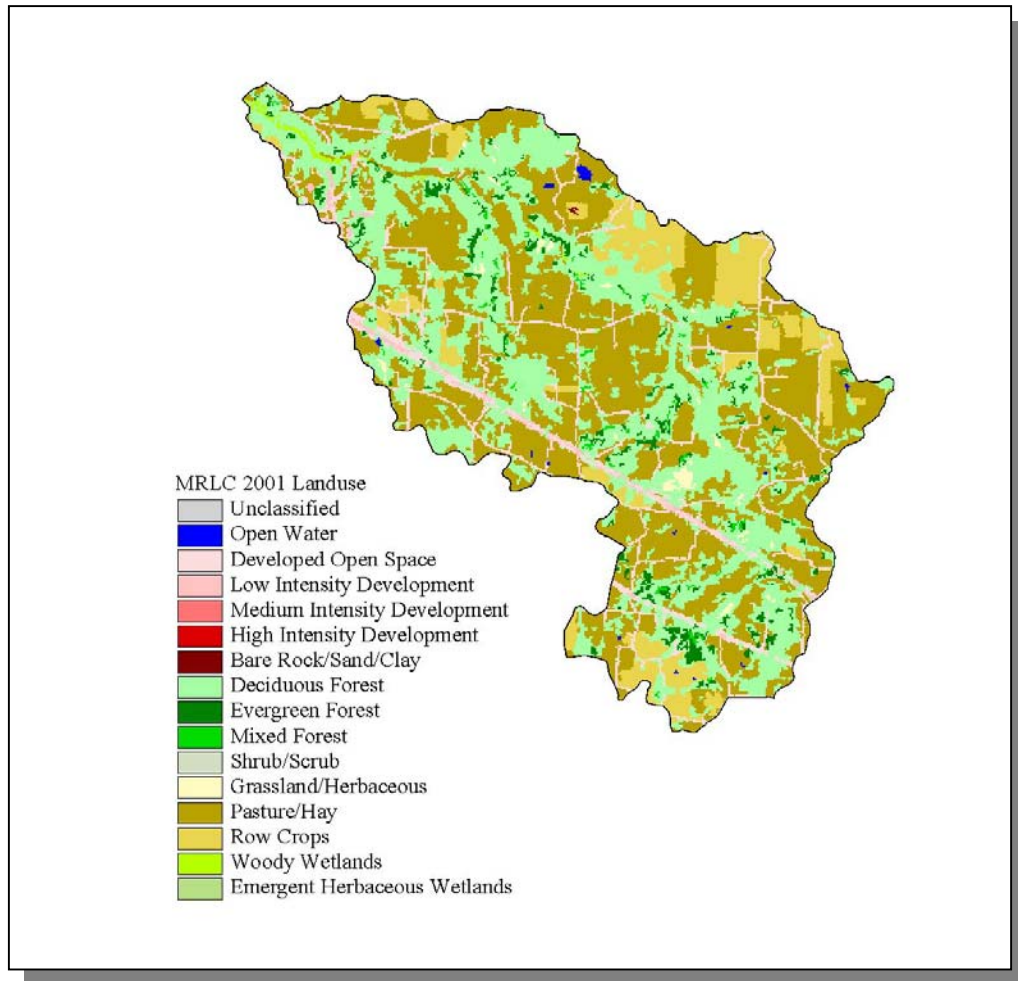 MRLC 2001 Landuse
Unclassified
Open Water
Developed Open Space
Low Intensity Development
Medium Intensity Development
High Intensity Development
Bare Rock/Sand/Clay
Deciduous Forest
Evergreen Forest
Mixed Forest
Shrub/Scrub
Grassland/Herbaceous
Pasture/Hay
Row Crops
Woody Wetlands
Emergent Herbaceous Wetlands